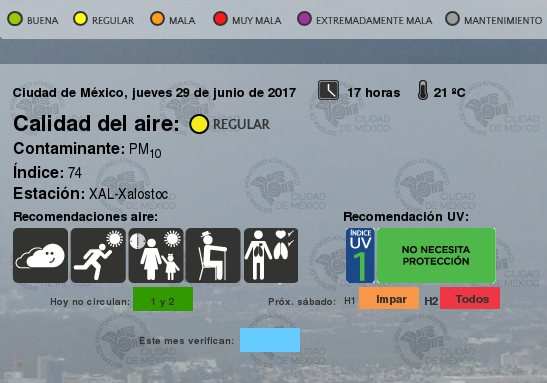 BUENA REGULAR MALA MUY MALA EXTREMADAMENTE MALA MANTENIMIENTO
Ciudad de México, jueves 29 de junio de 2017 17 horas 21 ºC
Calidad del aire: REGULAR
Contaminante: PM10
Índice: 74
Estación: XAL-Xalostoc
Recomendaciones aire: Recomendación UV:
ÍNDICE
UV
1
NO NECESITA
PROTECCIÓN
Hoy no circulan: 1 y 2 Próx. sábado: H1 Impar H2 Todos
Este mes verifican:
CIUDAD
DE MÉXICO